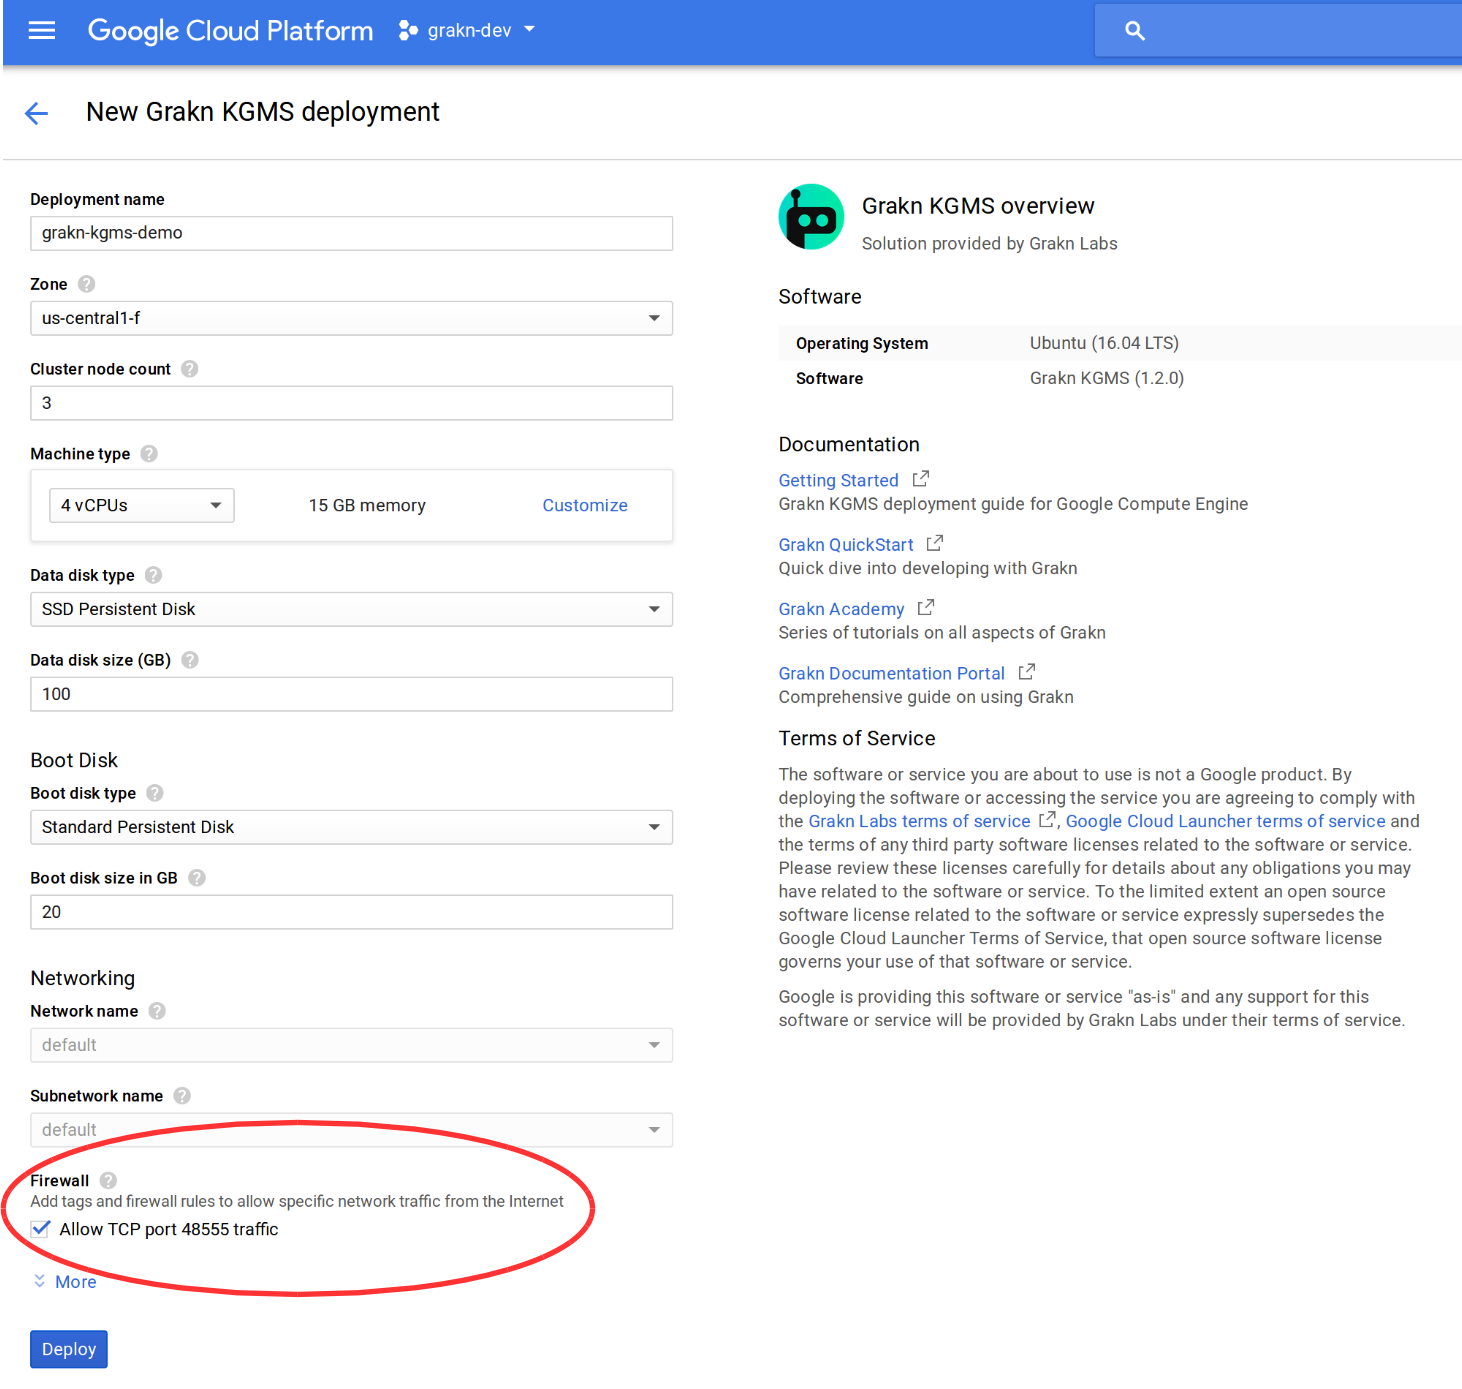 Google Cloud Platform
grakn-dev
New Grakn KGMS deployment
Deployment name
grakn-kgms-demo
Zone ?
us-central1-f
Cluster node count ?
3
Machine type ?
4 vCPUs
15 GB memory
Customize
Data disk type ?
SSD Persistent Disk
Data disk size (GB) ?
100
Boot Disk
Boot disk type ?
Standard Persistent Disk
Boot disk size in GB ?
20
Networking
Network name ?
default
Subnetwork name ?
default
Firewall ?
Add tags and firewall rules to allow specific network traffic from the Internet
Allow TCP port 48555 traffic
More
Deploy
Grakn KGMS overview
Solution provided by Grakn Labs
Software
Operating System Ubuntu (16.04 LTS)
Software Grakn KGMS (1.2.0)
Documentation
Getting Started
Grakn KGMS deployment guide for Google Compute Engine
Grakn QuickStart
Quick dive into developing with Grakn
Grakn Academy
Series of tutorials on all aspects of Grakn
Grakn Documentation Portal
Comprehensive guide on using Grakn
Terms of Service
The software or service you are about to use is not a Google product. By
deploying the software or accessing the service you are agreeing to comply with
the Grakn Labs terms of service , Google Cloud Launcher terms of service and
the terms of any third party software licenses related to the software or service.
Please review these licenses carefully for details about any obligations you may
have related to the software or service. To the limited extent an open source
software license related to the software or service expressly supersedes the
Google Cloud Launcher Terms of Service, that open source software license
governs your use of that software or service.
Google is providing this software or service "as-is" and any support for this
software or service will be provided by Grakn Labs under their terms of service.